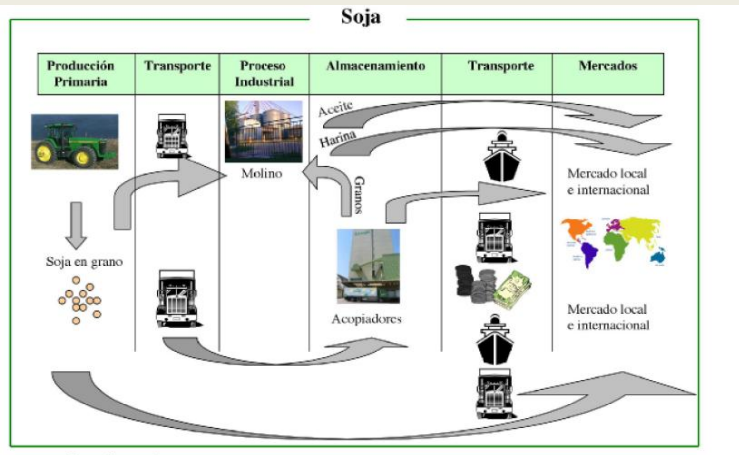 Soja
Producción
Primaria
Transporte
Proceso
Industrial
Almacenamiento
Transporte
Mercados
Aceite
Harina
Molino
Granos
Mercado local
e internacional
Soja en grano
Acopiadores
Mercado local
e internacional